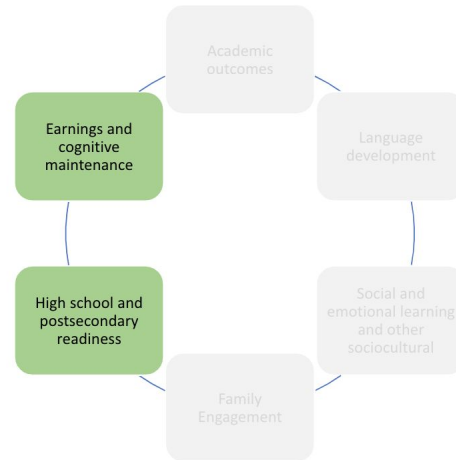 Academic
outcomes
Language
development
Social and
emotional learning
and other
sociocultural
Family
Engagement
High school and
postsecondary
readiness
Earnings and
cognitive
maintenance